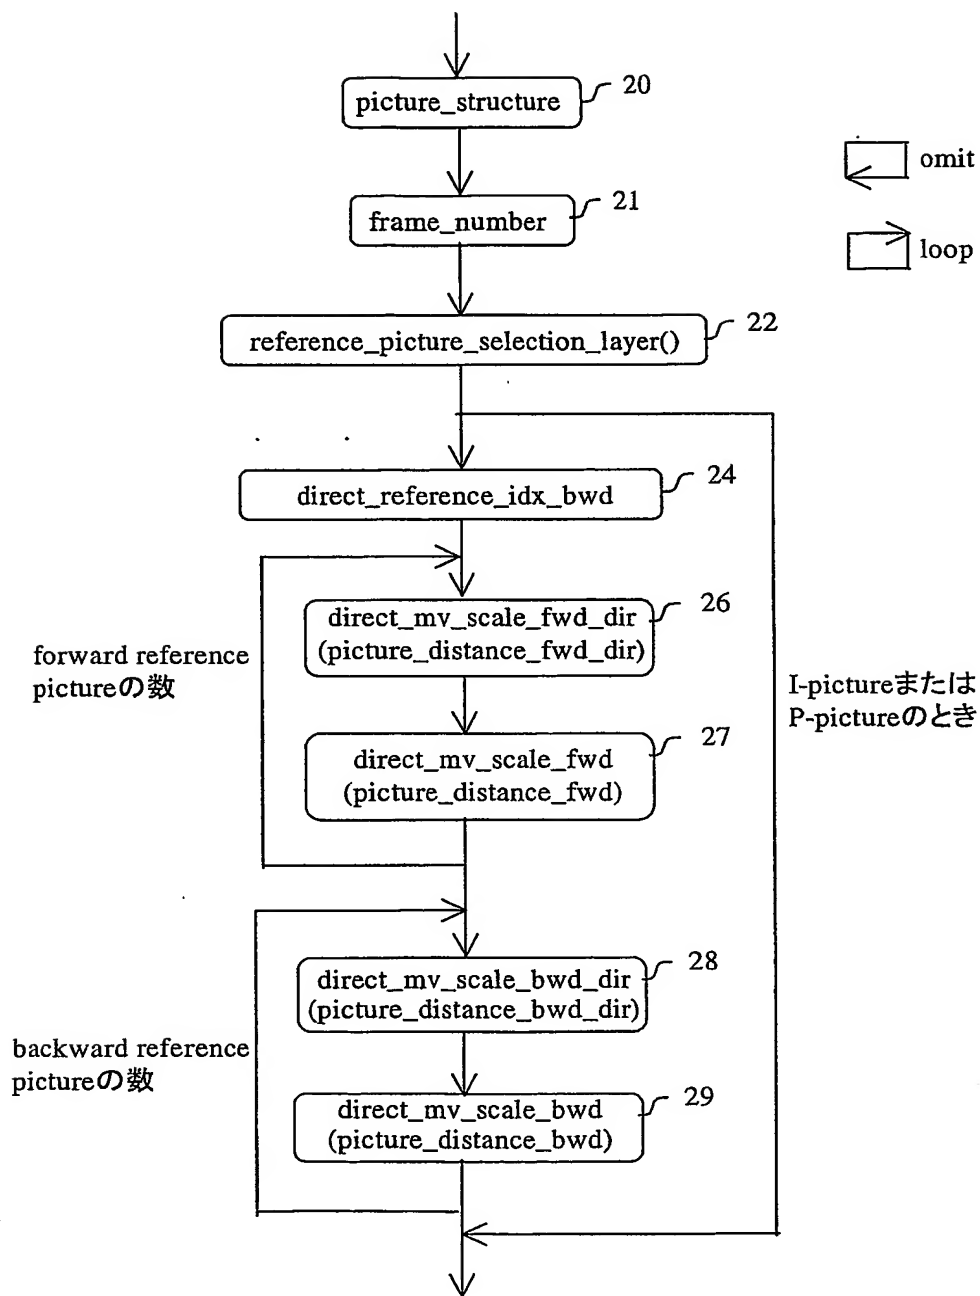 picture_structure
20
frame_number
21
omit
loop
reference_picture_selection_layer()
22
direct_reference_idx_bwd
24
direct_mv_scale_fwd_dir
(picture_distance_fwd_dir)
26
forward reference
pictureの数
direct_mv_scale_fwd
(picture_distance_fwd)
27
I-pictureまたは
P-pictureのとき
direct_mv_scale_bwd_dir
(picture_distance_bwd_dir)
28
backward reference
pictureの数
direct_mv_scale_bwd
(picture_distance_bwd)
29